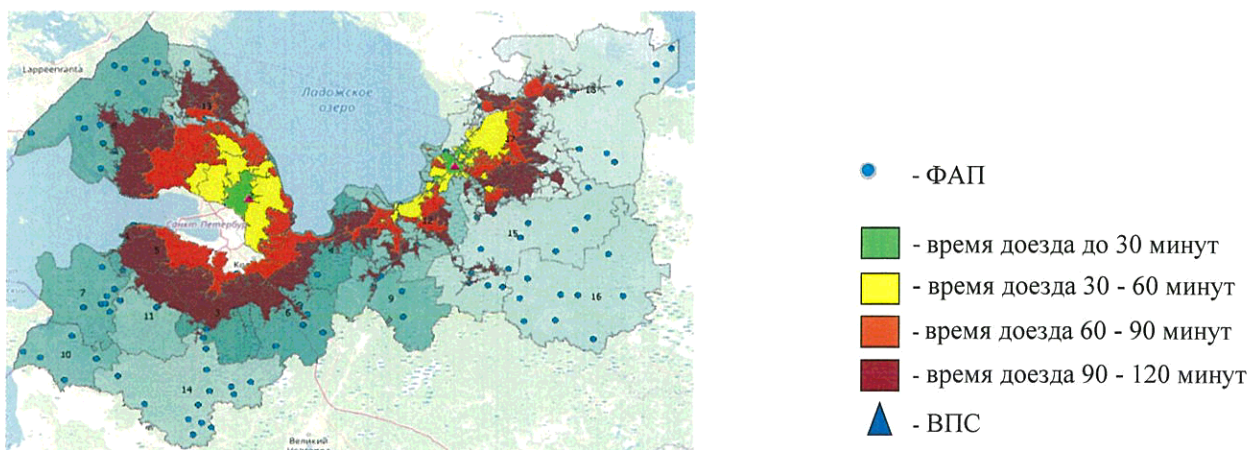 Lappeenranta
Ладожское
озеро
18
13
17
Санкт-Петербург
12
5
15
7
11
3
6
9
16
10
14
Великий
- ФАП
- время доезда до 30 минут
- время доезда 30 - 60 минут
- время доезда 60 - 90 минут
- время доезда 90 - 120 минут
- ВПС